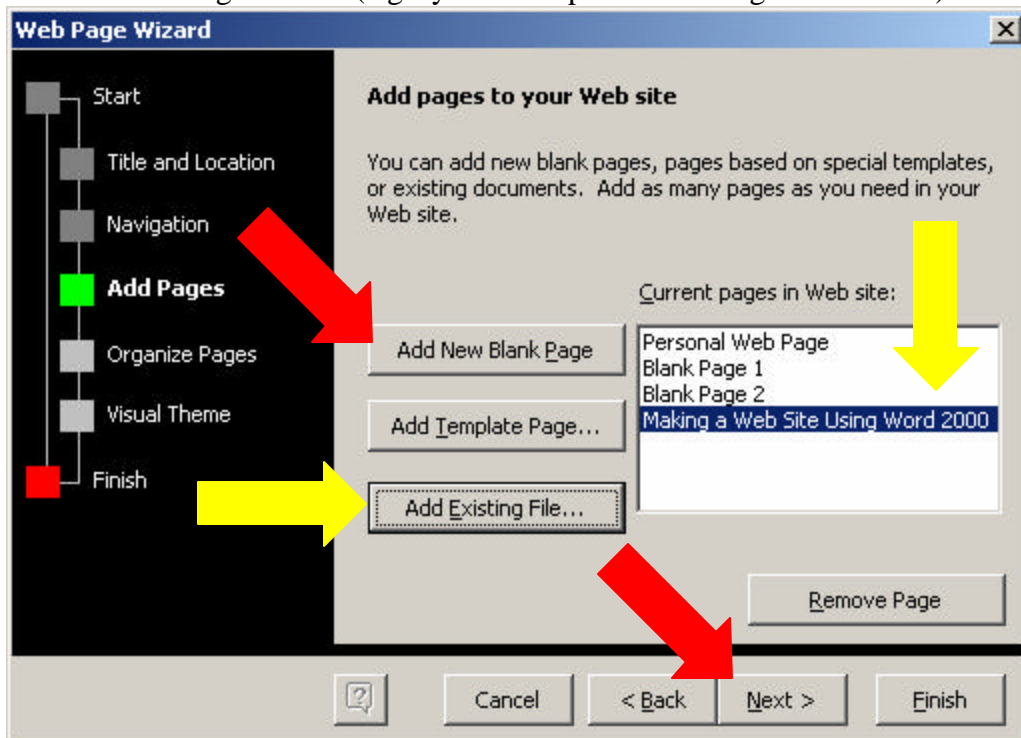 Web Page Wizard
Start
Title and Location
Navigation
Add Pages
Organize Pages
Visual Theme
Finish
Add pages to your Web site
You can add new blank pages, pages based on special templates,
or existing documents. Add as many pages as you need in your
Web site.
Current pages in Web site:
Add New Blank Page
Add Template Page...
Add Existing File...
Personal Web Page
Blank Page 1
Blank Page 2
Making a Web Site Using Word 2000
Remove Page
Cancel
< Back
Next >
Finish